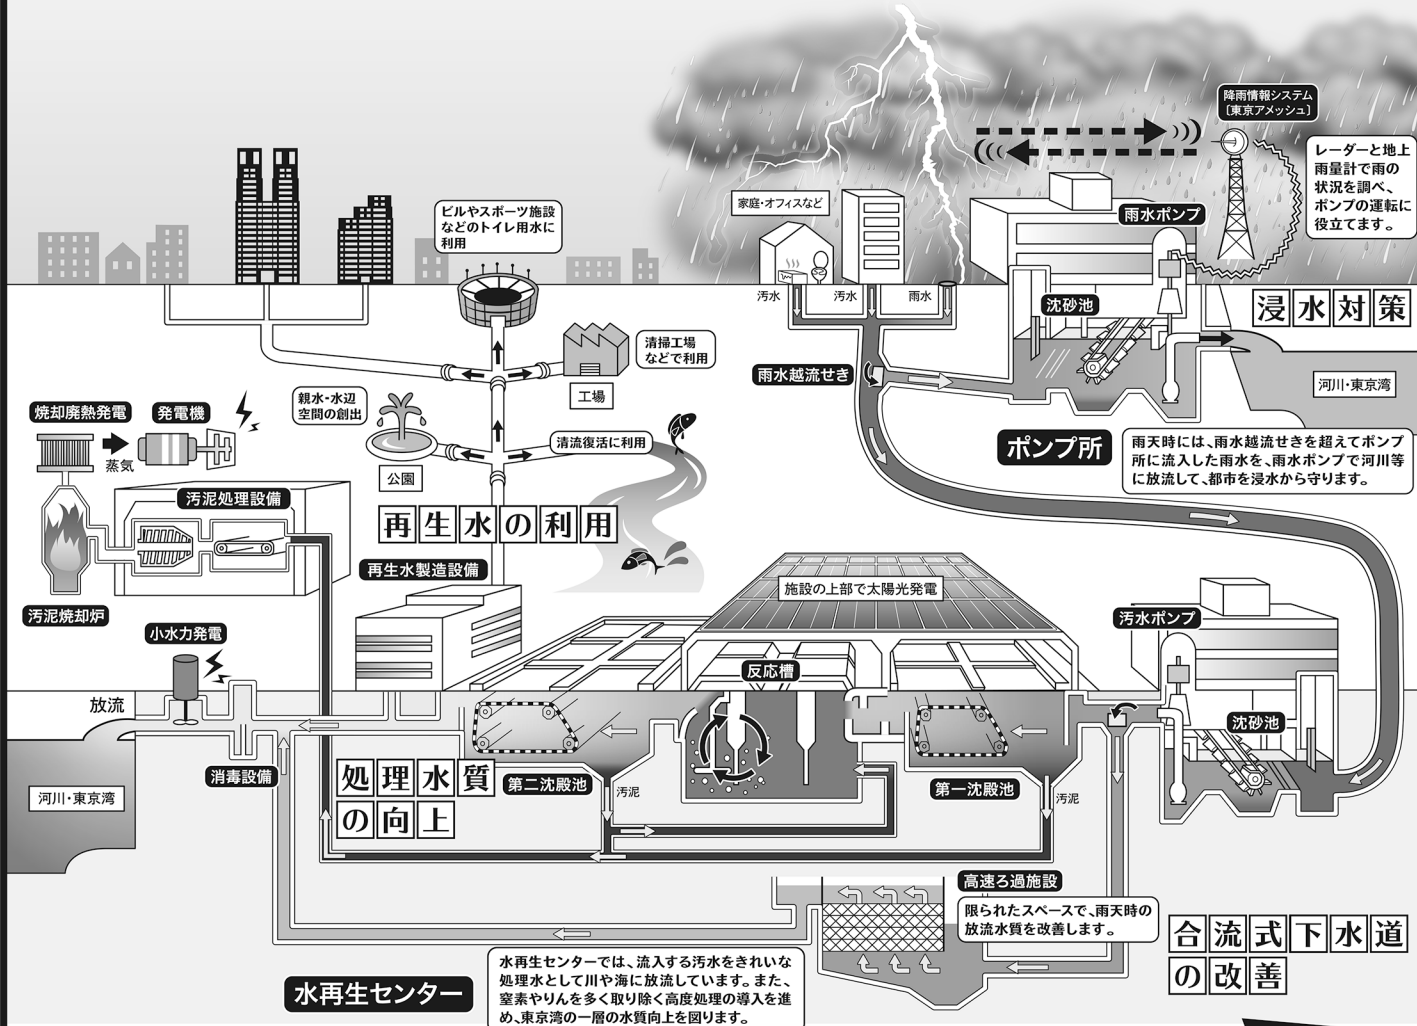 降雨情報システム
〔東京アメッシュ〕
レーダーと地上
雨量計で雨の
状況を調べ、
ポンプの運転に
役立てます。
家庭・オフィスなど
雨水ポンプ
ビルやスポーツ施設
などのトイレ用水に
利用
汚水
汚水
雨水
沈砂池
浸水対策
清掃工場
などで利用
雨水越流せき
河川・東京湾
工場
親水・水辺
空間の創出
焼却廃熱発電
発電機
蒸気
清流復活に利用
ポンプ所
雨天時には、雨水越流せきを超えてポンプ
所に流入した雨水を、雨水ポンプで河川等
に放流して、都市を浸水から守ります。
公園
汚泥処理設備
再生水の利用
再生水製造設備
施設の上部で太陽光発電
汚泥焼却炉
汚水ポンプ
小水力発電
反応槽
放流
沈砂池
消毒設備
処理水質
の向上
第二沈殿池
汚泥
第一沈殿池
汚泥
河川・東京湾
高速ろ過施設
限られたスペースで、雨天時の
放流水質を改善します。
合流式下水道
の改善
水再生センター
水再生センターでは、流入する汚水をきれいな
処理水として川や海に放流しています。また、
窒素やりんを多く取り除く高度処理の導入を進
め、東京湾の一層の水質向上を図ります。